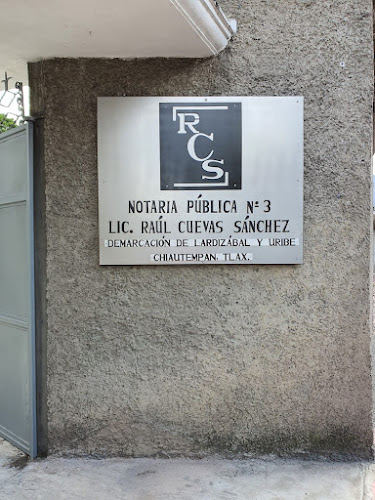 RCS
NOTARIA PÚBLICA Nº 3
LIC. RAÚL CUEVAS SÁNCHEZ
DEMARCACIÓN DE LARDIZÁBAL Y URIBE
CHIAUTEMPAN, TLAX.